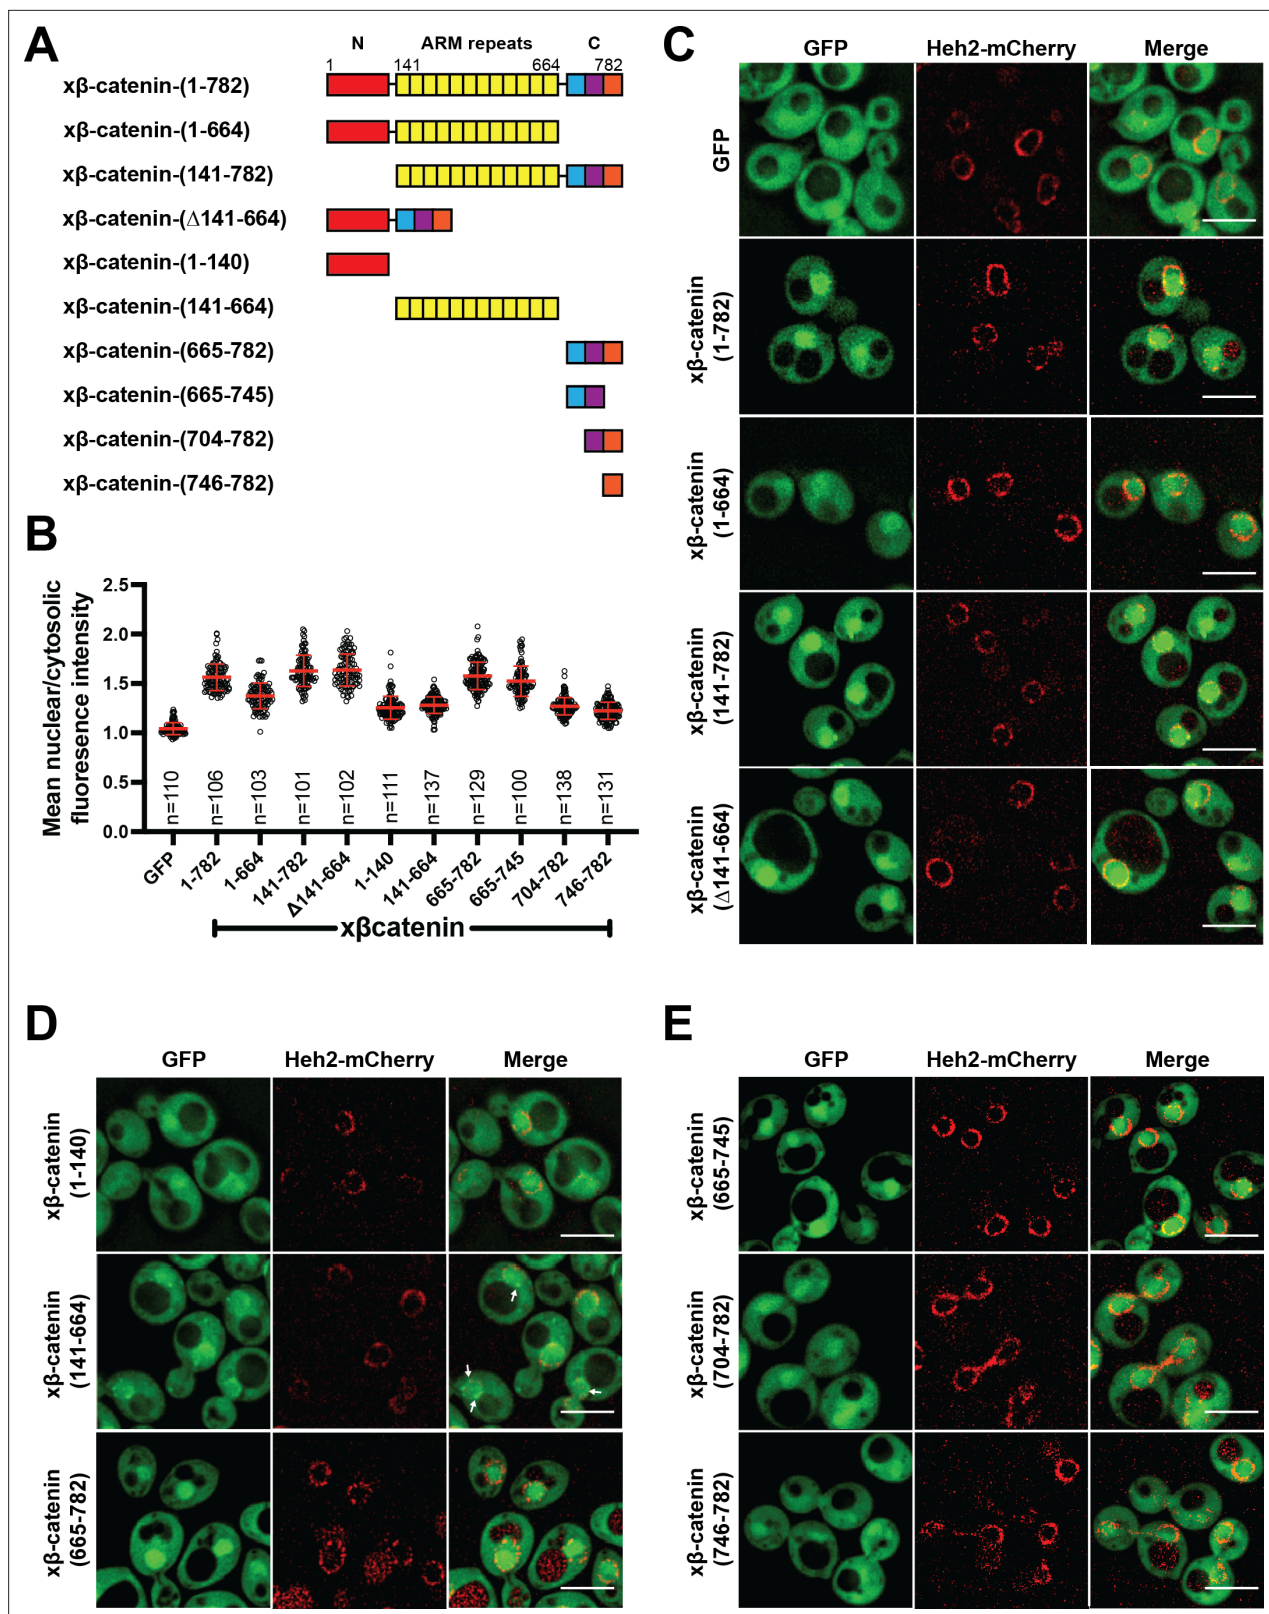 A
N ARM repeats C
1 141 664 782
xβ-catenin-(1-782)
xβ-catenin-(1-664)
xβ-catenin-(141-782)
xβ-catenin-(Δ141-664)
xβ-catenin-(1-140)
xβ-catenin-(141-664)
xβ-catenin-(665-782)
xβ-catenin-(665-745)
xβ-catenin-(704-782)
xβ-catenin-(746-782)
B
Mean nuclear/cytosolic
fluoresence intensity
2.5
2.0
1.5
1.0
0.5
0.0
n=110
n=106
n=103
n=101
n=102
n=111
n=137
n=129
n=100
n=138
n=131
GFP
1-782
1-664
141-782
Δ141-664
1-140
141-664
665-782
665-745
704-782
746-782
xβcatenin
C
GFP Heh2-mCherry Merge
GFP
xβ-catenin
(1-782)
xβ-catenin
(1-664)
xβ-catenin
(141-782)
xβ-catenin
(Δ141-664)
D
GFP Heh2-mCherry Merge
xβ-catenin
(1-140)
xβ-catenin
(141-664)
xβ-catenin
(665-782)
E
GFP Heh2-mCherry Merge
xβ-catenin
(665-745)
xβ-catenin
(704-782)
xβ-catenin
(746-782)